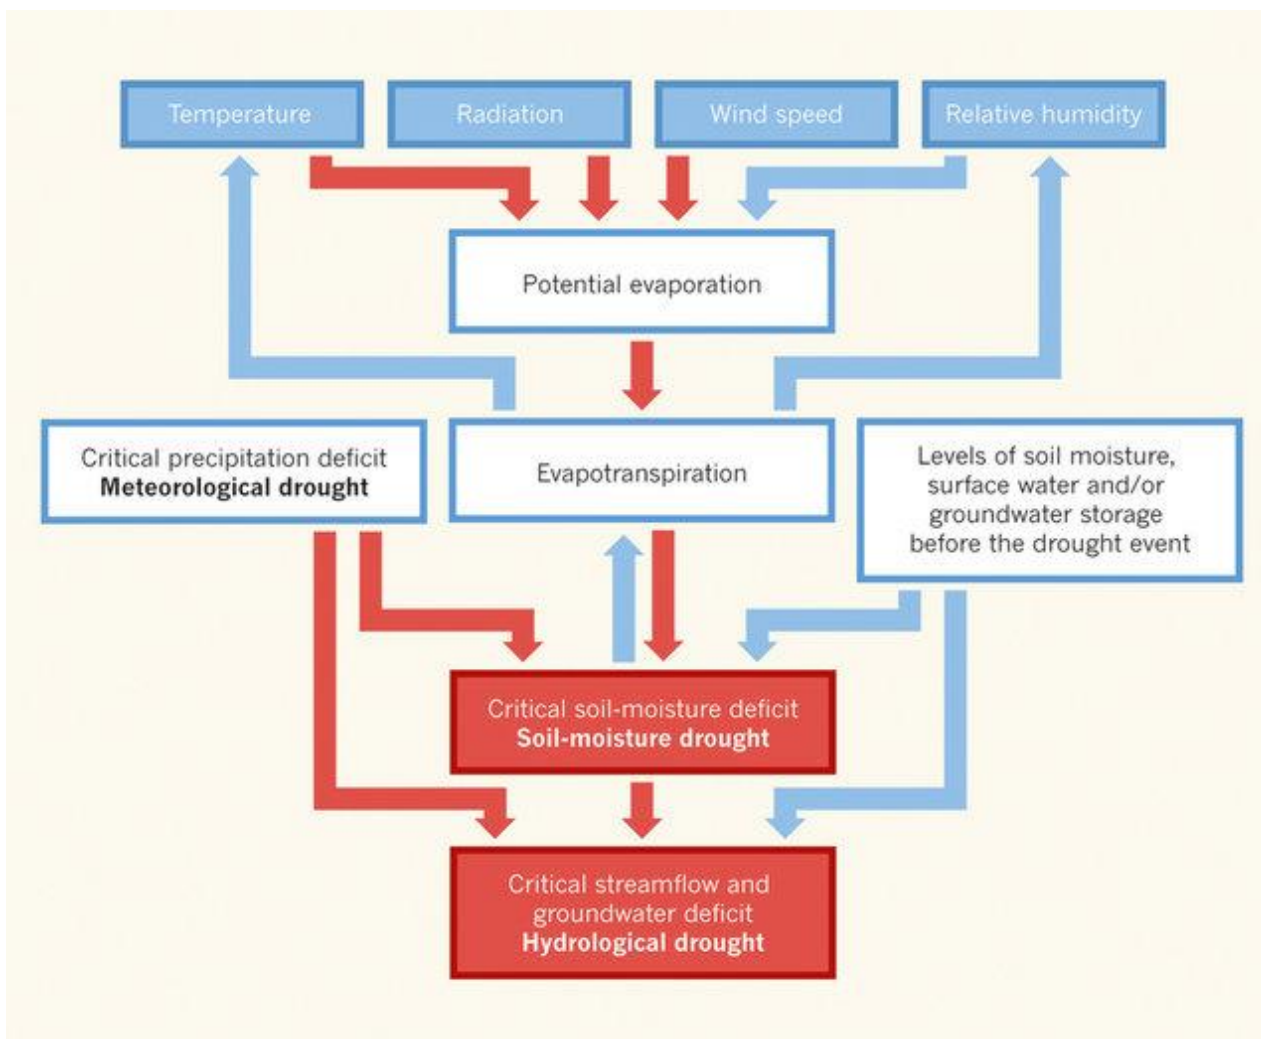 Temperature
Radiation
Wind speed
Relative humidity
Potential evaporation
Critical precipitation deficit
Meteorological drought
Evapotranspiration
Levels of soil moisture,
surface water and/or
groundwater storage
before the drought event
Critical soil-moisture deficit
Soil-moisture drought
Critical streamflow and
groundwater deficit
Hydrological drought